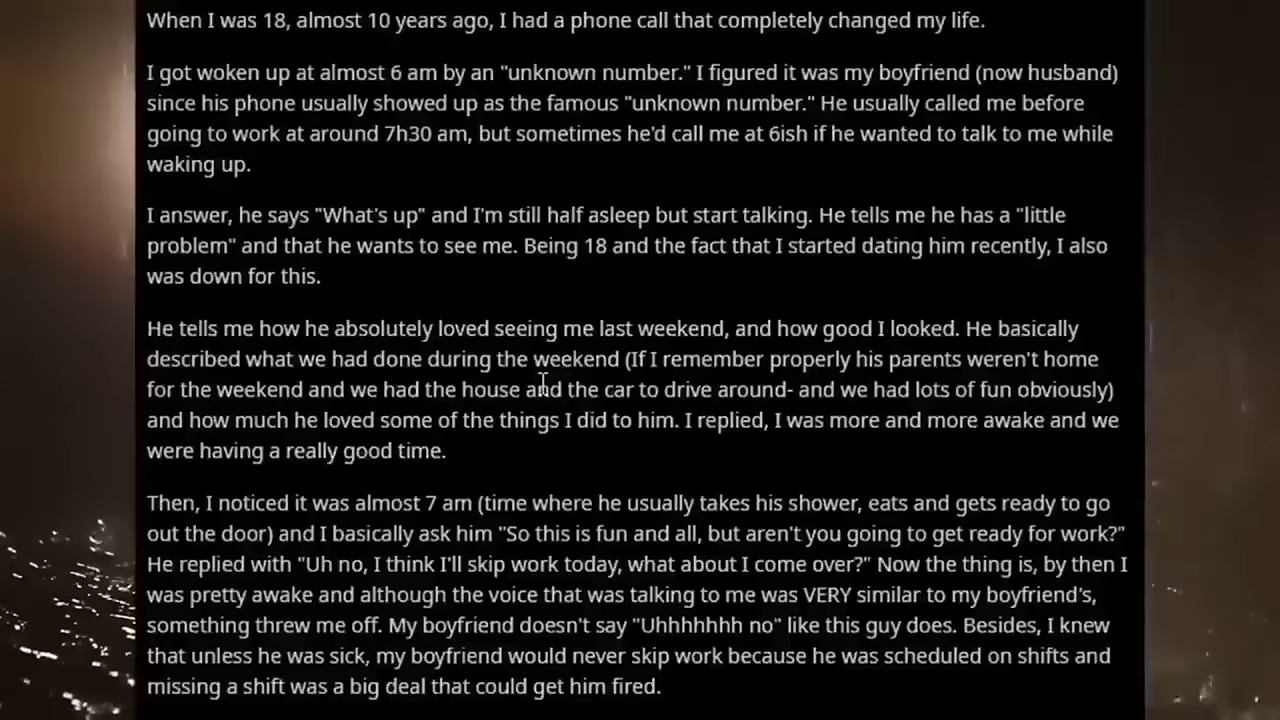 When I was 18, almost 10 years ago, I had a phone call that completely changed my life.
I got woken up at almost 6 am by an "unknown number." I figured it was my boyfriend (now husband)
since his phone usually showed up as the famous "unknown number." He usually called me before
going to work at around 7h30 am, but sometimes he'd call me at 6ish if he wanted to talk to me while
waking up.
I answer, he says "What's up" and I'm still half asleep but start talking. He tells me he has a "little
problem" and that he wants to see me. Being 18 and the fact that I started dating him recently, I also
was down for this.
He tells me how he absolutely loved seeing me last weekend, and how good I looked. He basically
described what we had done during the weekend (If I remember properly his parents weren't home
for the weekend and we had the house and the car to drive around- and we had lots of fun obviously)
and how much he loved some of the things I did to him. I replied, I was more and more awake and we
were having a really good time.
Then, I noticed it was almost 7 am (time where he usually takes his shower, eats and gets ready to go
out the door) and I basically ask him "So this is fun and all, but aren't you going to get ready for work?"
He replied with "Uh no, I think I'll skip work today, what about I come over?" Now the thing is, by then I
was pretty awake and although the voice that was talking to me was VERY similar to my boyfriend's,
something threw me off. My boyfriend doesn't say "Uhhhhhhh no" like this guy does. Besides, I knew
that unless he was sick, my boyfriend would never skip work because he was scheduled on shifts and
missing a shift was a big deal that could get him fired.